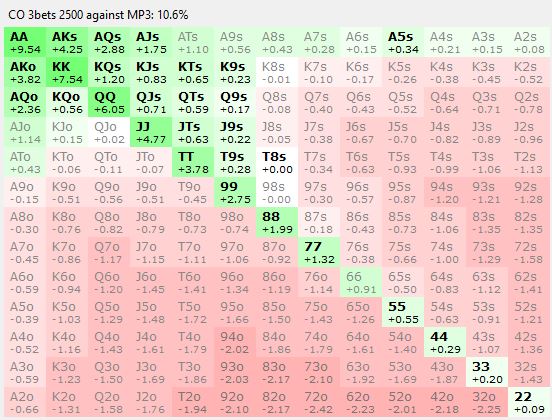 CO 3bets 2500 against MP3: 10.6%
AA AKs AQs AJs ATs A9s A8s A7s A6s A5s A4s A3s A2s
+9.54 +4.25 +2.88 +1.75 +1.10 +0.56 +0.43 +0.28 +0.15 +0.34 +0.21 +0.15 +0.08
AKo KK KQs KJs KTs K9s K8s K7s K6s K5s K4s K3s K2s
+3.82 +7.54 +1.20 +0.83 +0.65 +0.23 -0.01 -0.10 -0.17 -0.26 -0.38 -0.45 -0.52
AQo KQo QQ QJs QTs Q9s Q8s Q7s Q6s Q5s Q4s Q3s Q2s
+2.36 +0.56 +6.05 +0.71 +0.59 +0.17 -0.08 -0.40 -0.43 -0.52 -0.64 -0.71 -0.78
AJo KJo QJo JJ JTs J9s J8s J7s J6s J5s J4s J3s J2s
+1.14 +0.15 +0.02 +4.77 +0.63 +0.22 -0.05 -0.38 -0.67 -0.70 -0.82 -0.89 -0.96
ATo KTo QTo JTo TT T9s T8s T7s T6s T5s T4s T3s T2s
+0.43 -0.06 -0.11 -0.07 +3.78 +0.28 +0.00 -0.34 -0.63 -0.93 -0.99 -1.06 -1.13
A9o K9o Q9o J9o T9o 99 98s 97s 96s 95s 94s 93s 92s
-0.15 -0.51 -0.56 -0.51 -0.45 +2.75 -0.00 -0.30 -0.57 -0.87 -1.20 -1.21 -1.28
A8o K8o Q8o J8o T8o 98o 88 87s 86s 85s 84s 83s 82s
-0.30 -0.76 -0.82 -0.79 -0.73 -0.74 +1.99 -0.18 -0.43 -0.73 -1.06 -1.35 -1.35
A7o K7o Q7o J7o T7o 97o 87o 77 76s 75s 74s 73s 72s
-0.45 -0.86 -1.17 -1.15 -1.11 -1.06 -0.92 +1.32 -0.38 -0.66 -1.00 -1.29 -1.58
A6o K6o Q6o J6o T6o 96o 86o 76o 66 65s 64s 63s 62s
-0.59 -0.94 -1.20 -1.45 -1.41 -1.34 -1.19 -1.14 +0.91 -0.50 -0.83 -1.12 -1.41
A5o K5o Q5o J5o T5o 95o 85o 75o 65o 55 54s 53s 52s
-0.39 -1.03 -1.29 -1.48 -1.72 -1.66 -1.50 -1.43 -1.26 +0.55 -0.63 -0.91 -1.21
A4o K4o Q4o J4o T4o 94o 84o 74o 64o 54o 44 43s 42s
-0.52 -1.16 -1.44 -1.61 -1.79 -2.02 -1.86 -1.79 -1.61 -1.40 +0.29 -1.07 -1.36
A3o K3o Q3o J3o T3o 93o 83o 73o 63o 53o 43o 33 32s
-0.59 -1.23 -1.50 -1.69 -1.86 -2.03 -2.17 -2.10 -1.92 -1.69 -1.87 +0.20 -1.43
A2o K2o Q2o J2o T2o 92o 82o 72o 62o 52o 42o 32o 22
-0.66 -1.31 -1.58 -1.76 -1.94 -2.10 -2.17 -2.42 -2.23 -2.01 -2.18 -2.25 +0.09